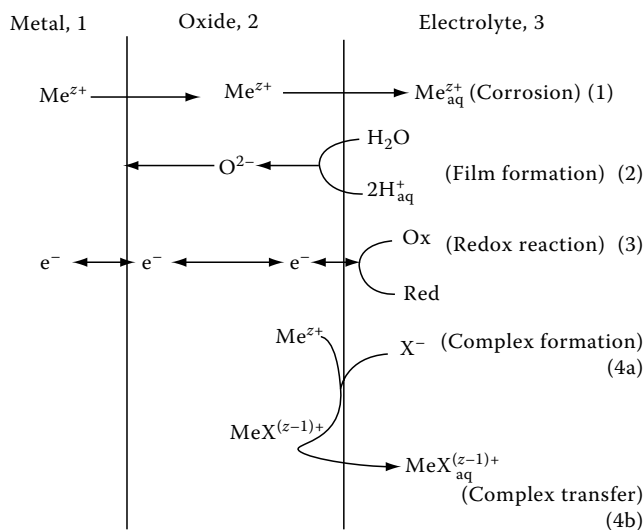 Metal, 1 Oxide, 2 Electrolyte, 3
Me^{z+} Me^{z+} Me^{z+}_{aq} (Corrosion) (1)
H₂O
O^{2−} (Film formation) (2)
2H^{+}_{aq}
Ox (Redox reaction) (3)
e⁻ e⁻ e⁻
Red
Me^{z+} X⁻ (Complex formation)
(4a)
MeX^{(z−1)+}
MeX^{(z−1)+}_{aq}
(Complex transfer)
(4b)